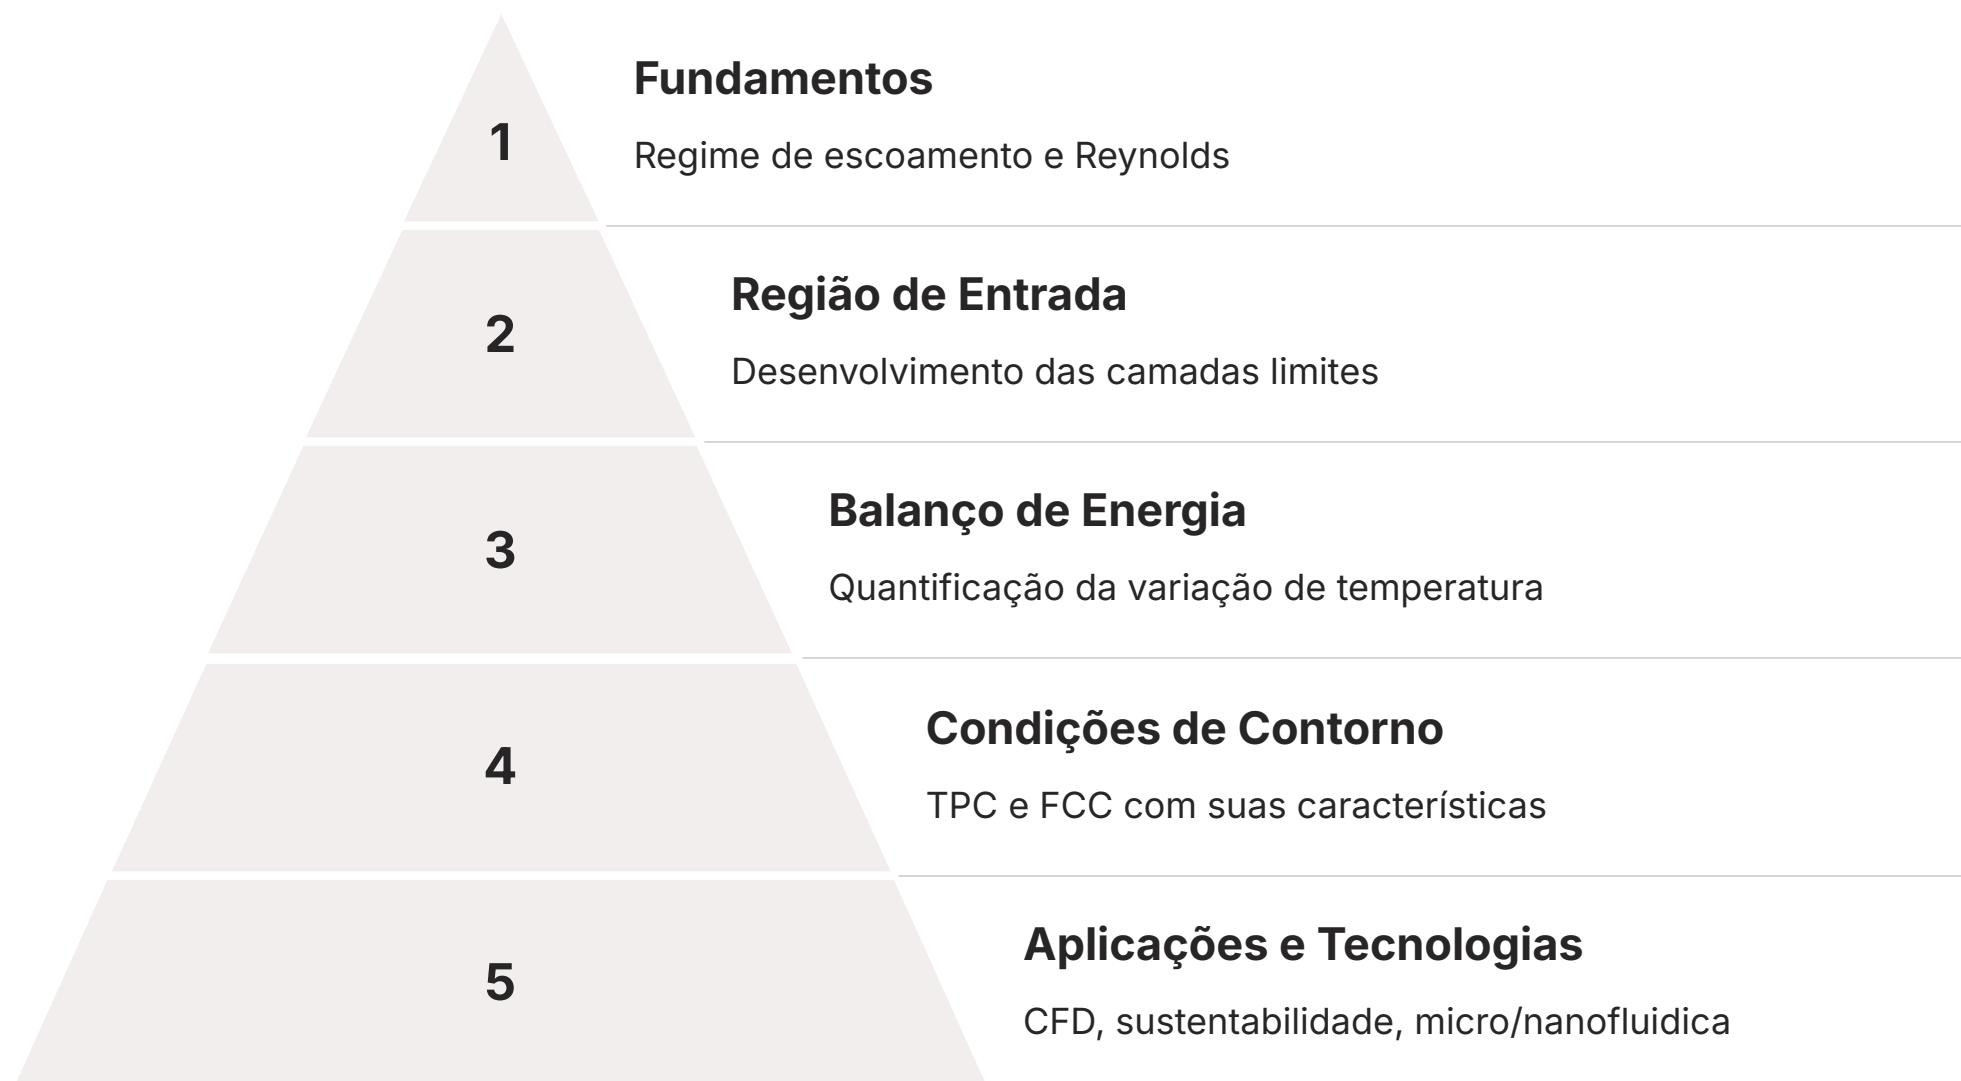 1
Fundamentos
Regime de escoamento e Reynolds
2
Região de Entrada
Desenvolvimento das camadas limites
3
Balanço de Energia
Quantificação da variação de temperatura
4
Condições de Contorno
TPC e FCC com suas características
5
Aplicações e Tecnologias
CFD, sustentabilidade, micro/nanofluidica